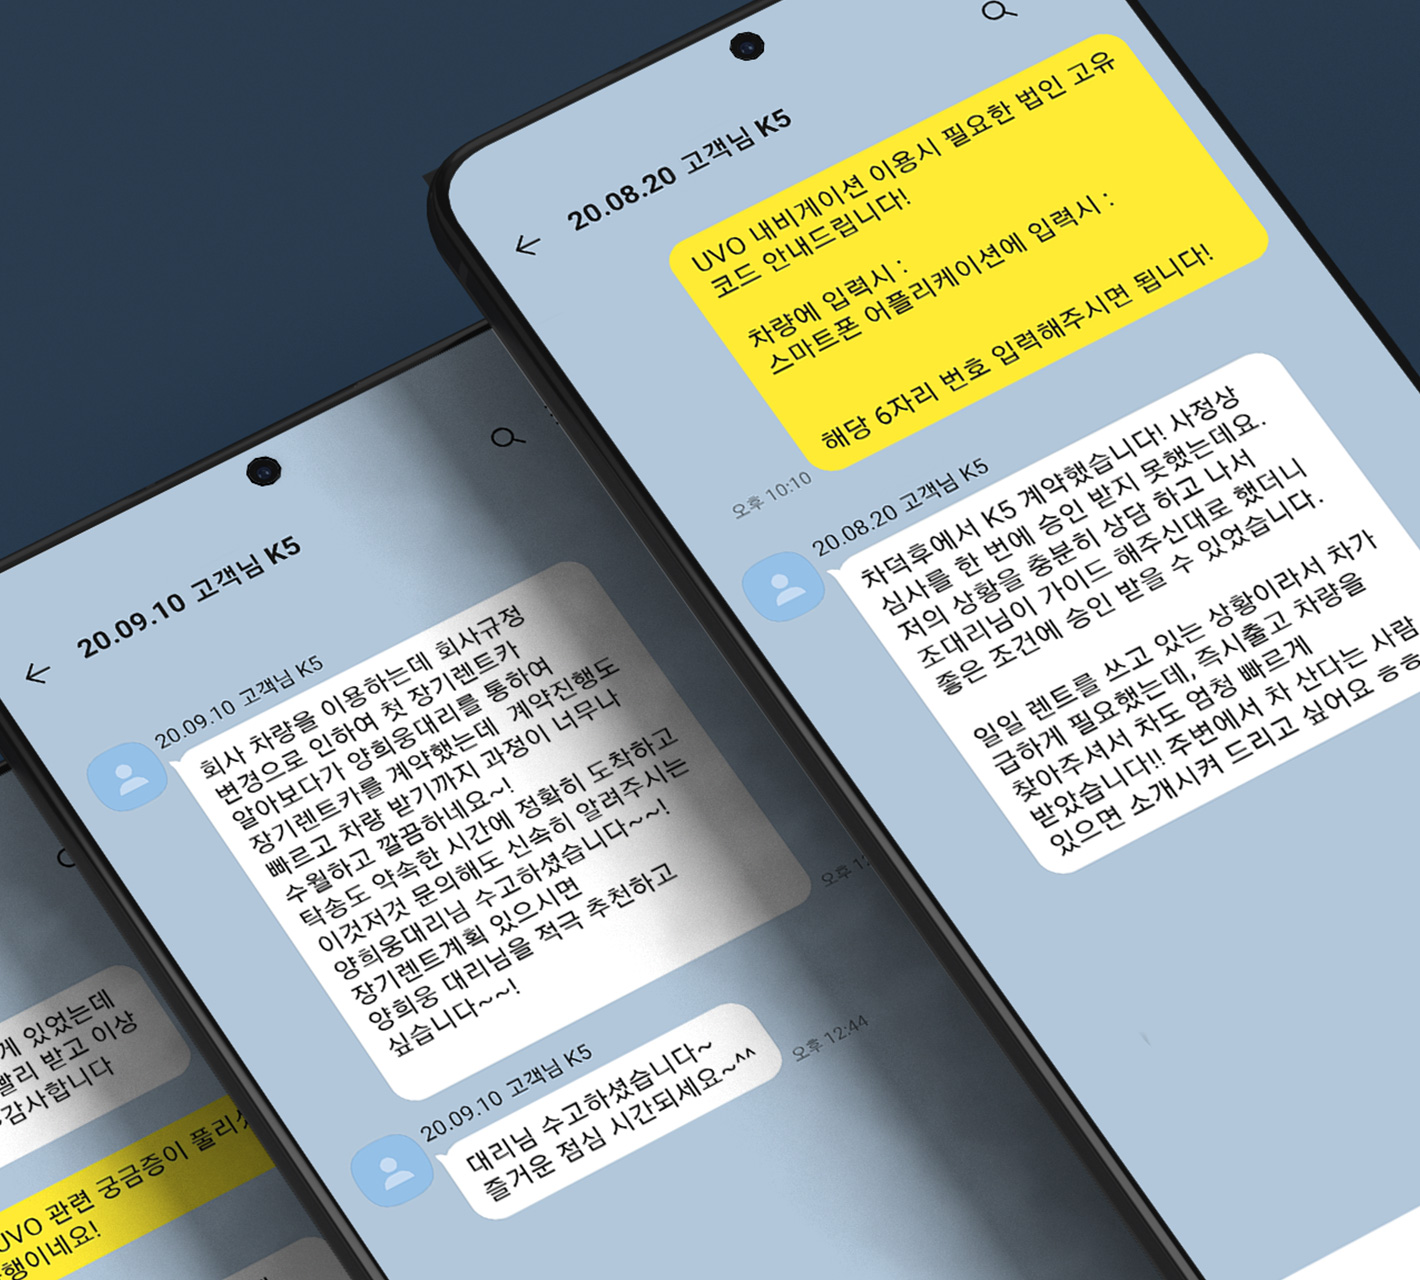 20.08.20 고객님 K5
UVO 내비게이션 이용시 필요한 법인 고유
코드 안내드립니다!
차량에 입력시 :
스마트폰 어플리케이션에 입력시 :
해당 6자리 번호 입력해주시면 됩니다!
오후 10:10
20.08.20 고객님 K5
차덕후에서 K5 계약했습니다! 사정상
심사를 한 번에 승인 받지 못했는데요.
저의 상황을 충분히 상담 하고 나서
조대리님이 가이드 해주신대로 했더니
좋은 조건에 승인 받을 수 있었습니다.
일일 렌트를 쓰고 있는 상황이라서 차가
급하게 필요했는데, 즉시출고 차량을
찾아주셔서 차도 엄청 빠르게
받았습니다!! 주변에서 차 산다는 사람
있으면 소개시켜 드리고 싶어요 ㅎㅎ
20.09.10 고객님 K5
20.09.10 고객님 K5
회사 차량을 이용하는데 회사규정
변경으로 인하여 첫 장기렌트카
알아보다가 양희웅대리를 통하여
장기렌트카를 계약했는데 계약진행도
빠르고 차량 받기까지 과정이 너무나
수월하고 깔끔하네요~!
탁송도 약속한 시간에 정확히 도착하고
이것저것 문의해도 신속히 알려주시는
양희웅대리님 수고하셨습니다~~!
장기렌트계획 있으시면
양희웅 대리님을 적극 추천하고
싶습니다~~!
오후
20.09.10 고객님 K5
대리님 수고하셨습니다~
즐거운 점심 시간되세요~^^
오후 12:44
게 있었는데
빨리 받고 이상
감사합니다
UVO 관련 궁금증이 풀리
행이네요!